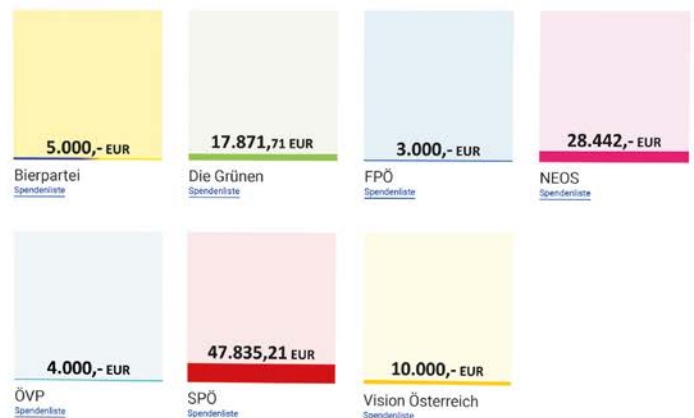 5.000,- EUR
Bierpartei
Spendenliste
17.871,71 EUR
Die Grünen
Spendenliste
3.000,- EUR
FPÖ
Spendenliste
28.442,- EUR
NEOS
Spendenliste
4.000,- EUR
ÖVP
Spendenliste
47.835,21 EUR
SPÖ
Spendenliste
10.000,- EUR
Vision Österreich
Spendenliste